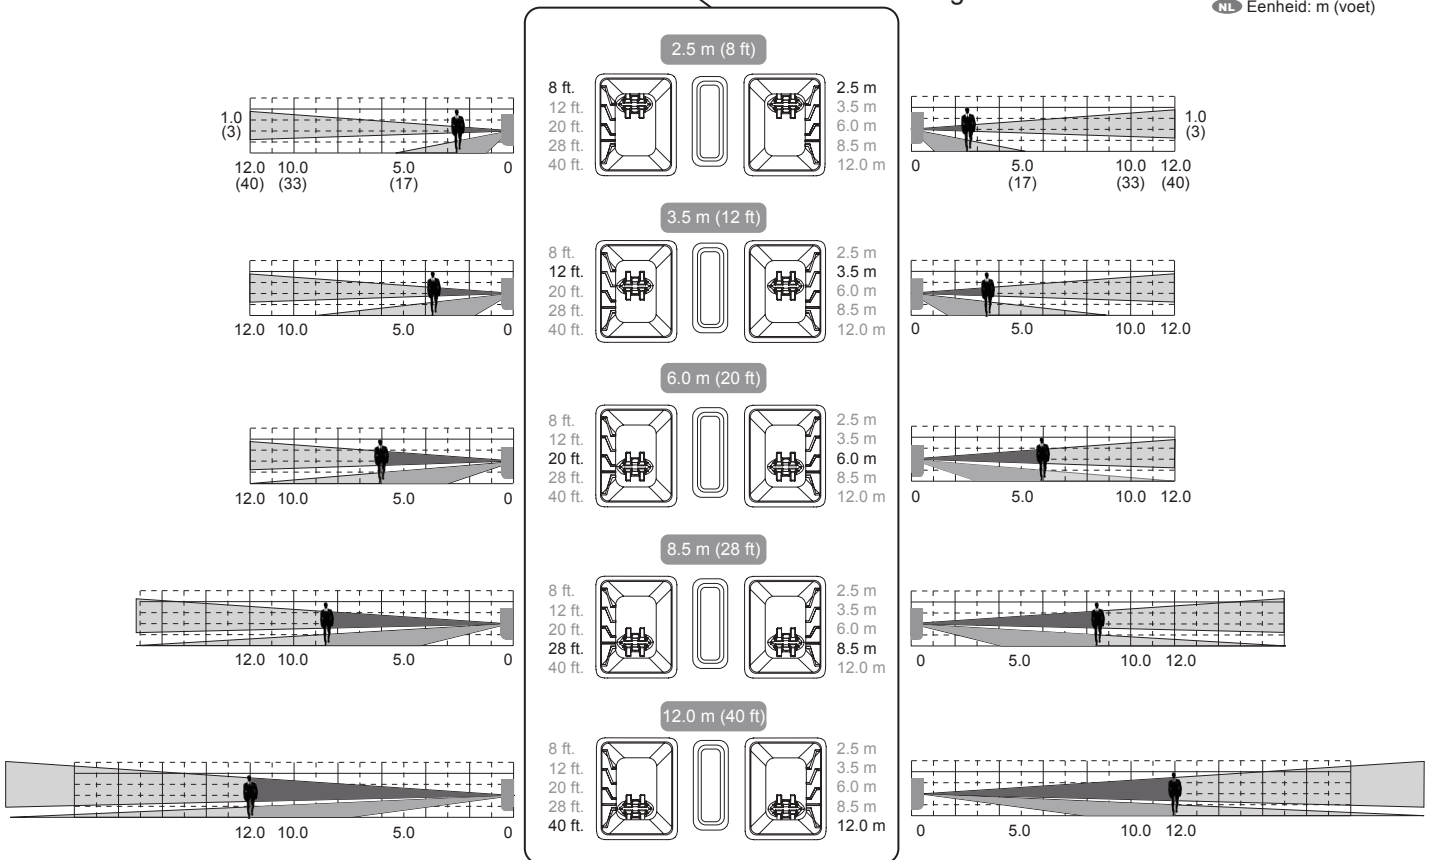 g
NL Eenheid: m (voet)
2.5 m (8 ft)
8 ft.
12 ft.
20 ft.
28 ft.
40 ft.
2.5 m
3.5 m
6.0 m
8.5 m
12.0 m
1.0
(3)
12.0 10.0 5.0 0
(40) (33) (17)
1.0
(3)
0 5.0 10.0 12.0
(17) (33) (40)
3.5 m (12 ft)
8 ft.
12 ft.
20 ft.
28 ft.
40 ft.
2.5 m
3.5 m
6.0 m
8.5 m
12.0 m
12.0 10.0 5.0 0
0 5.0 10.0 12.0
6.0 m (20 ft)
8 ft.
12 ft.
20 ft.
28 ft.
40 ft.
2.5 m
3.5 m
6.0 m
8.5 m
12.0 m
12.0 10.0 5.0 0
0 5.0 10.0 12.0
8.5 m (28 ft)
8 ft.
12 ft.
20 ft.
28 ft.
40 ft.
2.5 m
3.5 m
6.0 m
8.5 m
12.0 m
12.0 10.0 5.0 0
0 5.0 10.0 12.0
12.0 m (40 ft)
8 ft.
12 ft.
20 ft.
28 ft.
40 ft.
2.5 m
3.5 m
6.0 m
8.5 m
12.0 m
12.0 10.0 5.0 0
0 5.0 10.0 12.0